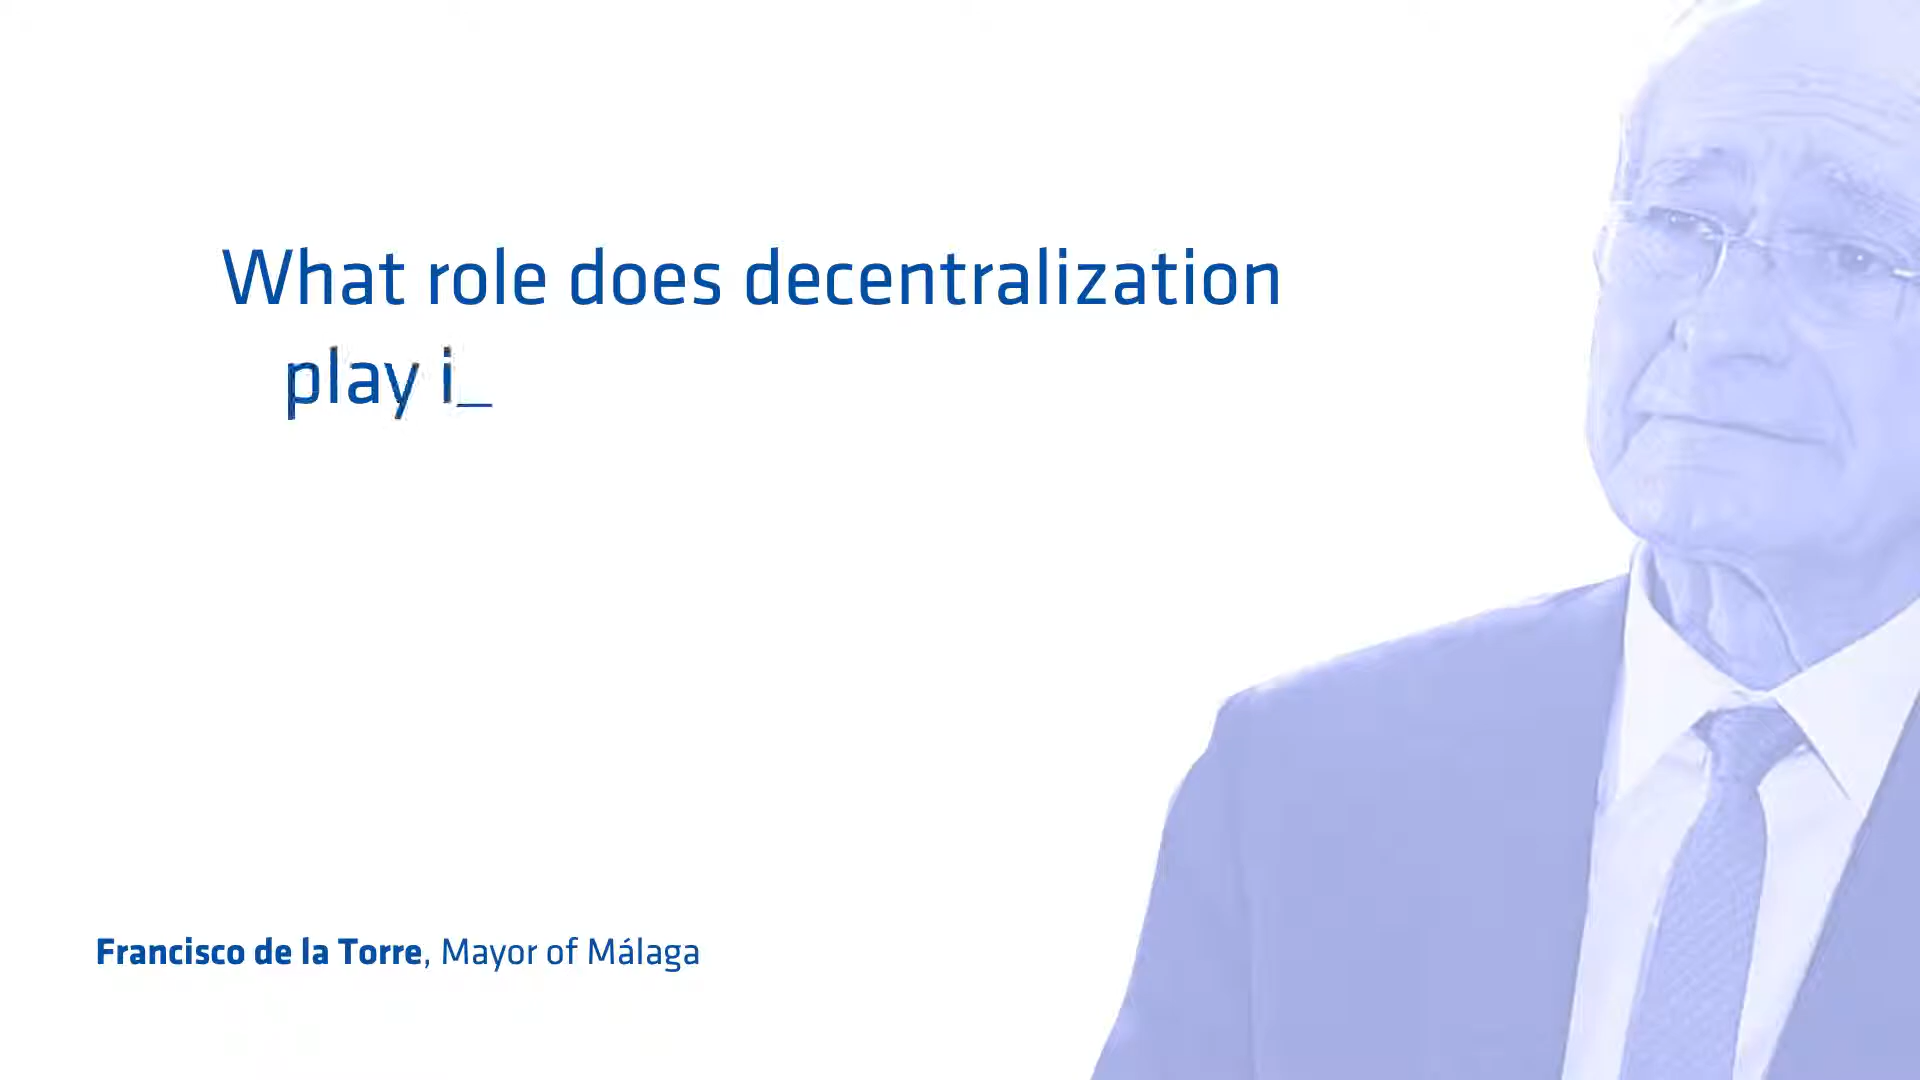 What role does decentralization
play i_
Francisco de la Torre, Mayor of Málaga